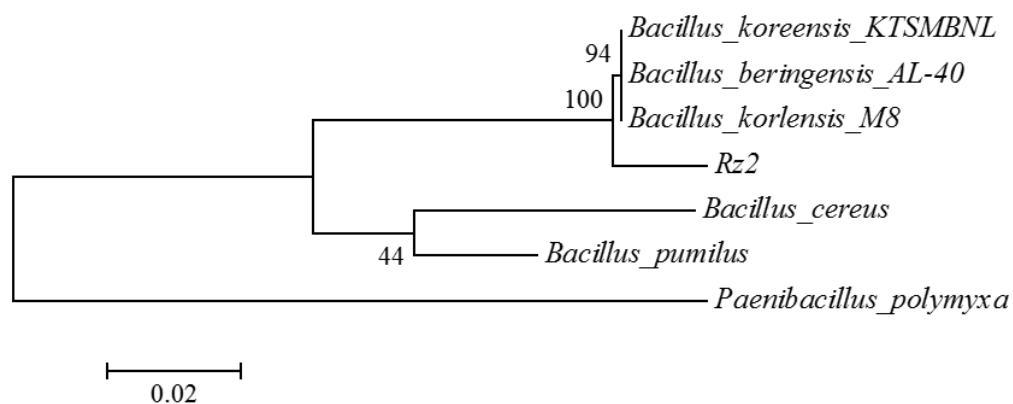 Bacillus_koreensis_KTSMBNL
94
Bacillus_beringensis_AL-40
100
Bacillus_korlensis_M8
Rz2
Bacillus_cereus
44
Bacillus_pumilus
Paenibacillus_polymyxa
0.02